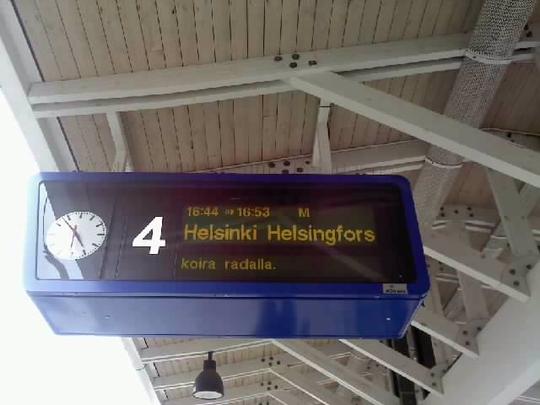 4
16:44 => 16:53 M
Helsinki Helsingfors
koira radalla.